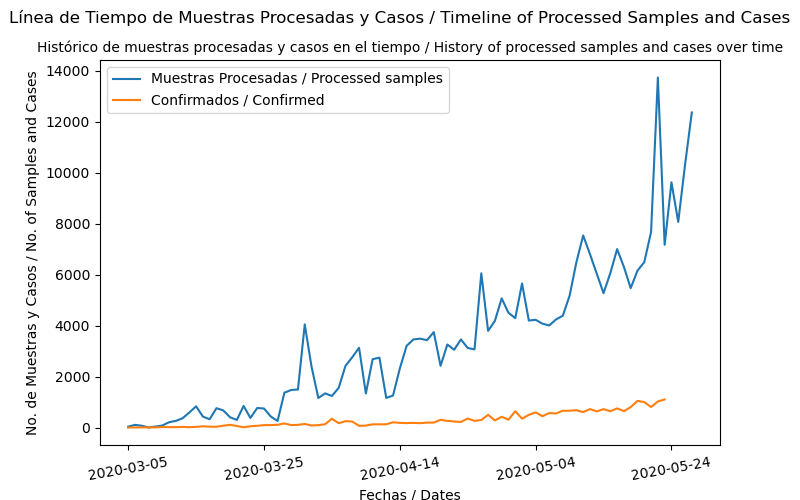 Línea de Tiempo de Muestras Procesadas y Casos / Timeline of Processed Samples and Cases
Histórico de muestras procesadas y casos en el tiempo / History of processed samples and cases over time
Muestras Procesadas / Processed samples
Confirmados / Confirmed
No. de Muestras y Casos / No. of Samples and Cases
14000
12000
10000
8000
6000
4000
2000
0
2020-03-05
2020-03-25
2020-04-14
2020-05-04
2020-05-24
Fechas / Dates